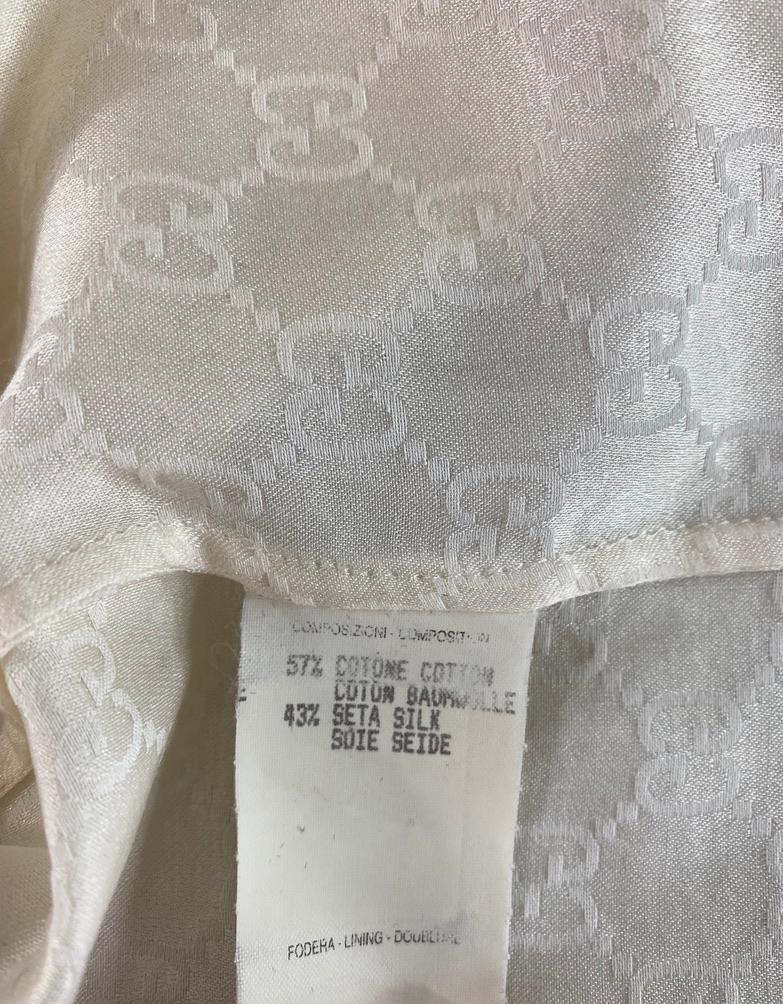 COMPOSIZIONI - COMPOSITION
57% COTONE COTTON
COTON BAUMWOLLE
43% SETA SILK
SOIE SEIDE
FODERA - LINING - DOUBLURE